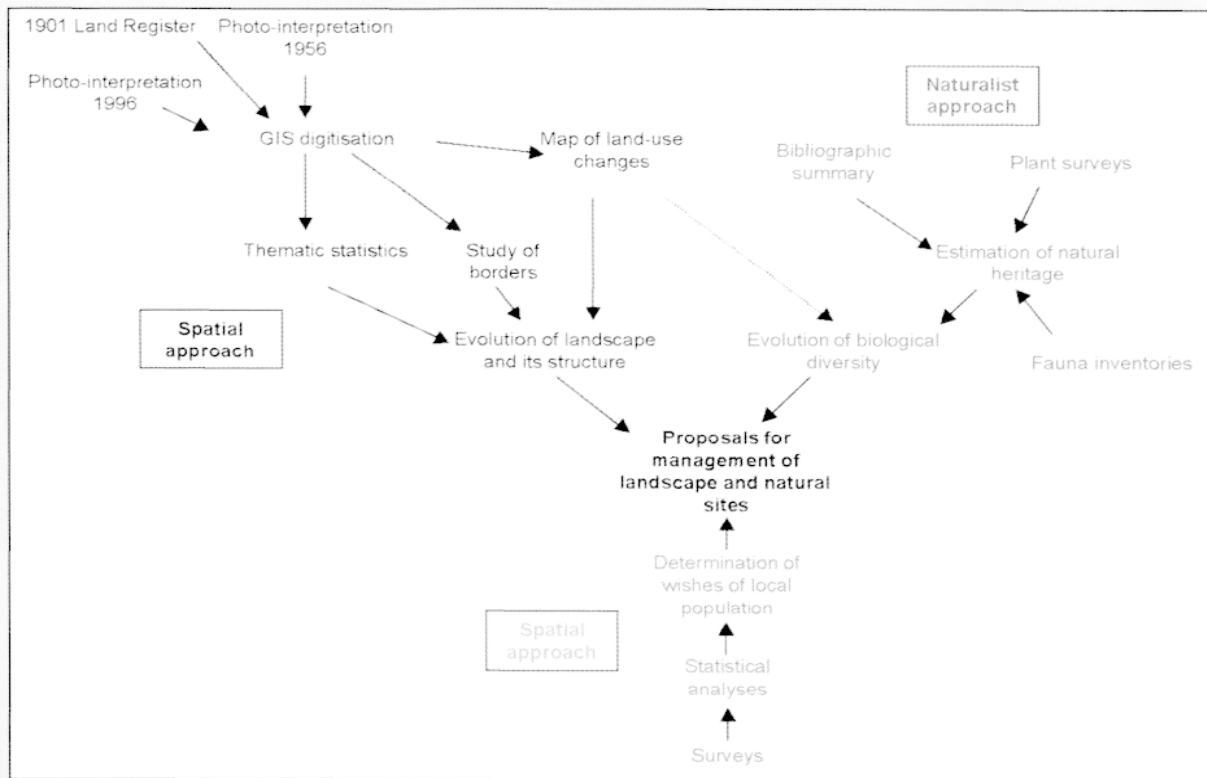 1901 Land Register
Photo-interpretation
1956
Photo-interpretation
1996
Naturalist
approach
GIS digitisation
Map of land-use
changes
Bibliographic
summary
Plant surveys
Thematic statistics
Study of
borders
Estimation of natural
heritage
Spatial
approach
Evolution of landscape
and its structure
Evolution of biological
diversity
Fauna inventories
Proposals for
management of
landscape and natural
sites
Determination of
wishes of local
population
Spatial
approach
Statistical
analyses
Surveys